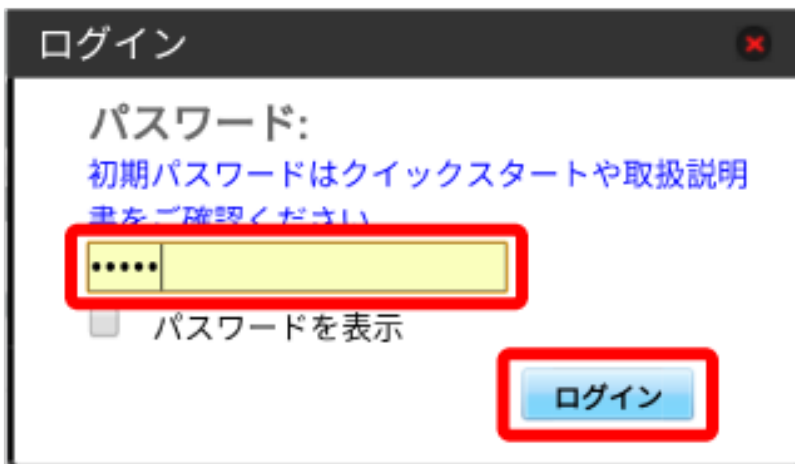 ログイン
パスワード:
初期パスワードはクイックスタートや取扱説明
書をご確認ください
•••••
パスワードを表示
ログイン